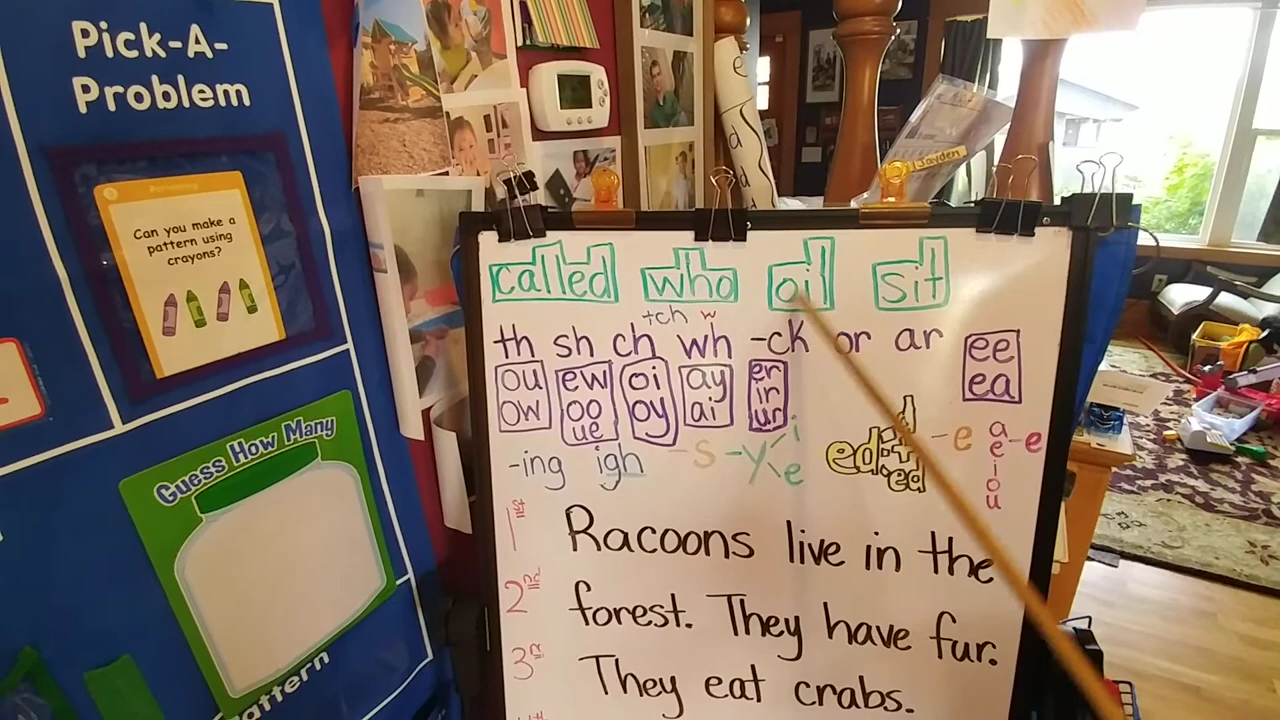 Pick-A-
Problem
Can you make a
pattern using
crayons?
Guess How Many
Pattern
Jayden
called who oil sit
+ch w
th sh ch wh -ck or ar ee
ea
ou ew oi ay er
ow oo oy ai ir
ue ur
-ing igh -s -y i e ed: d t ed -e a e i o u -e
1st Racoons live in the
2nd forest. They have fur.
3rd They eat crabs.